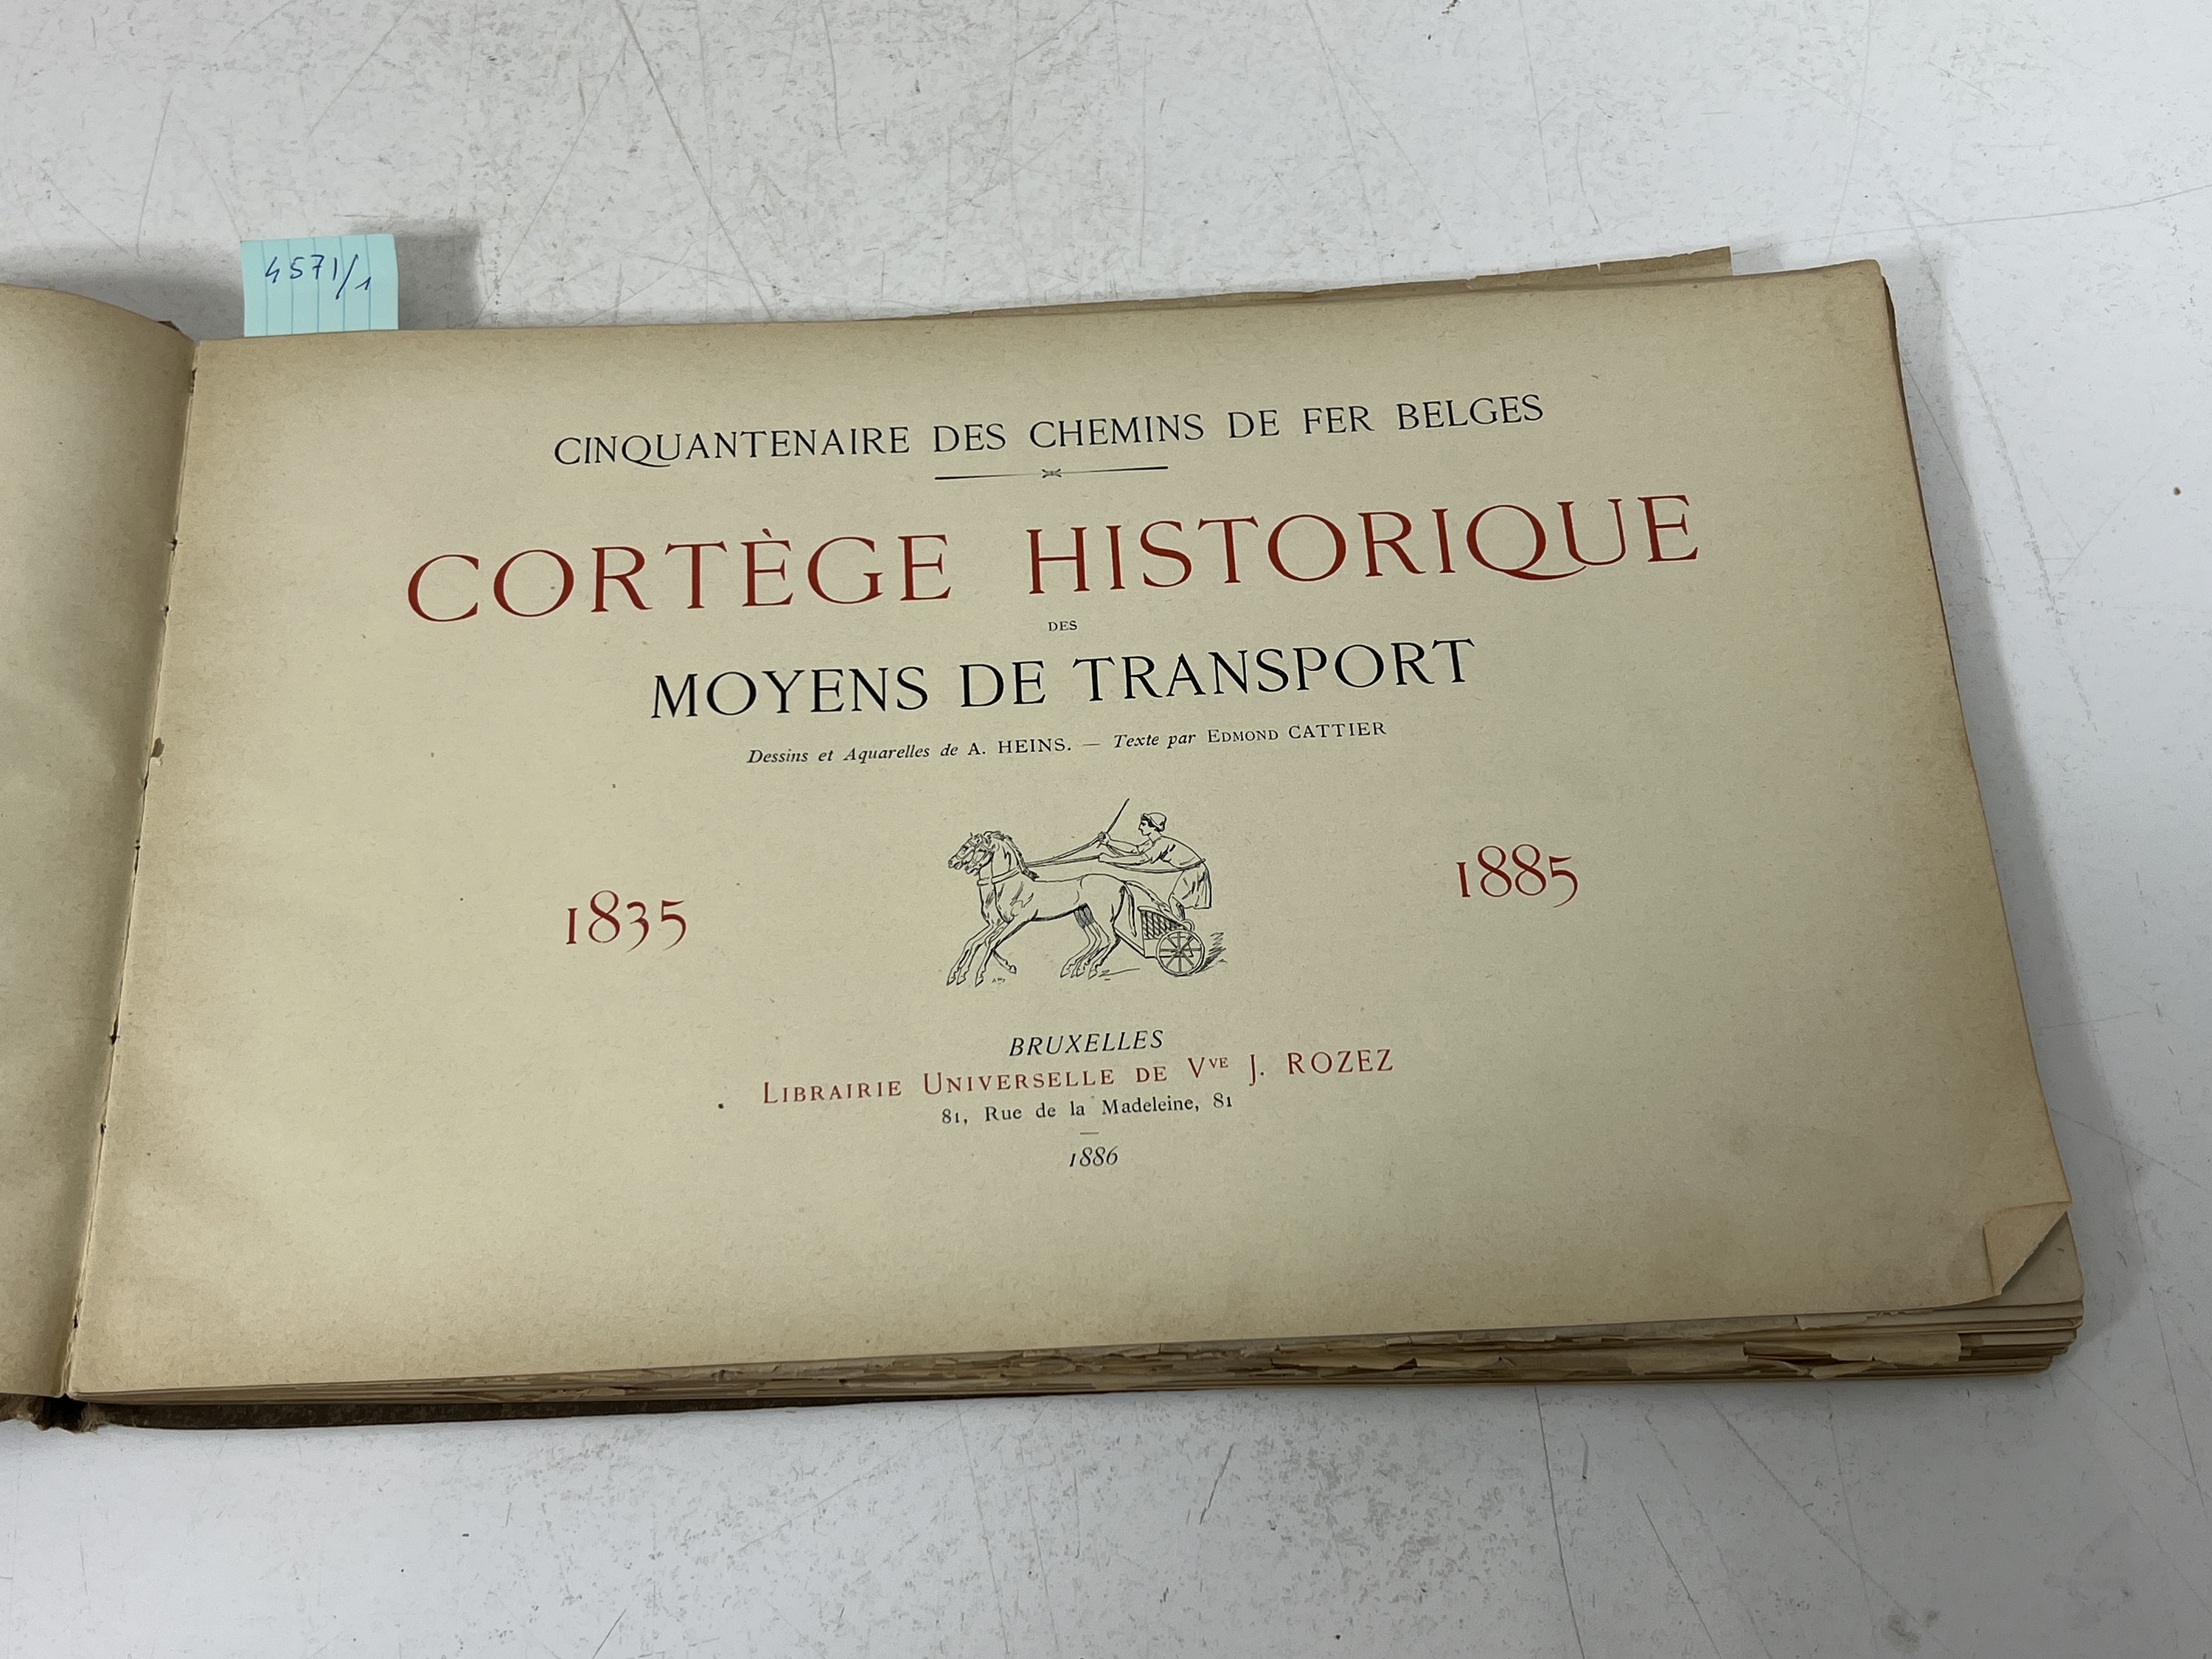 4571/1
CINQUANTENAIRE DES CHEMINS DE FER BELGES
CORTÈGE HISTORIQUE
DES
MOYENS DE TRANSPORT
Dessins et Aquarelles de A. HEINS. — Texte par EDMOND CATTIER
1835
1885
BRUXELLES
LIBRAIRIE UNIVERSELLE DE VVE J. ROZEZ
81, Rue de la Madeleine, 81
1886